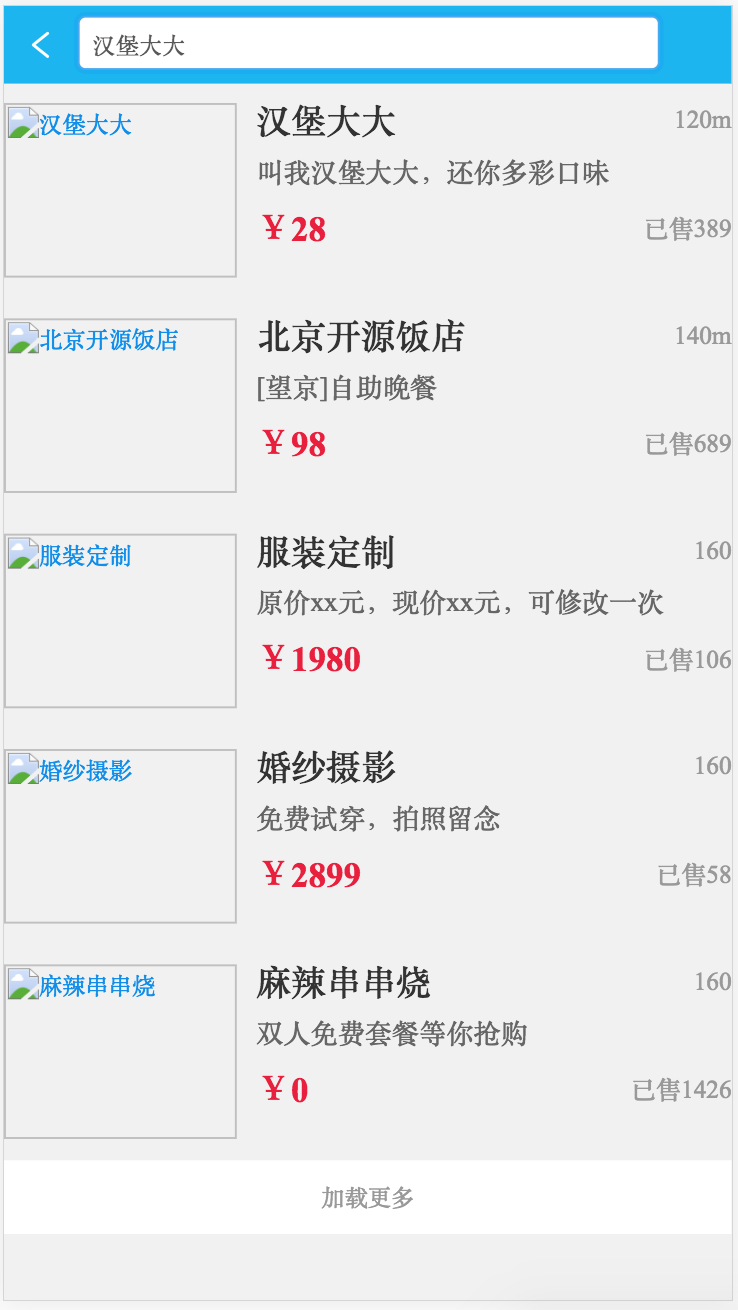 汉堡大大
汉堡大大
汉堡大大
120m
叫我汉堡大大，还你多彩口味
￥28
已售389
北京开源饭店
北京开源饭店
140m
[望京]自助晚餐
￥98
已售689
服装定制
服装定制
160
原价xx元，现价xx元，可修改一次
￥1980
已售106
婚纱摄影
婚纱摄影
160
免费试穿，拍照留念
￥2899
已售58
麻辣串串烧
麻辣串串烧
160
双人免费套餐等你抢购
￥0
已售1426
加载更多